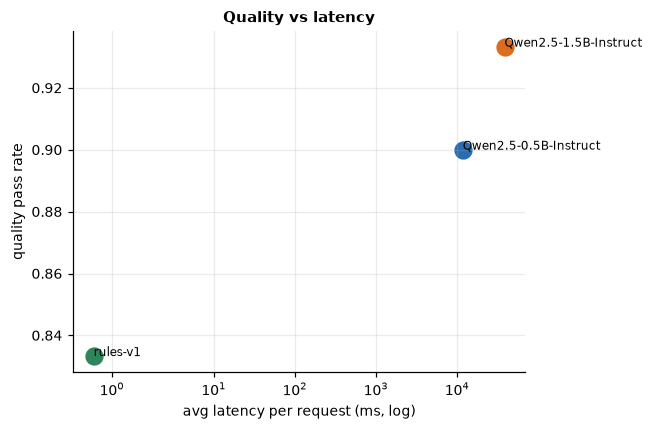 Quality vs latency
Qwen2.5-1.5B-Instruct
0.92
Qwen2.5-0.5B-Instruct
0.90
0.88
0.86
0.84
rules-v1
quality pass rate
10⁰ 10¹ 10² 10³ 10⁴
avg latency per request (ms, log)